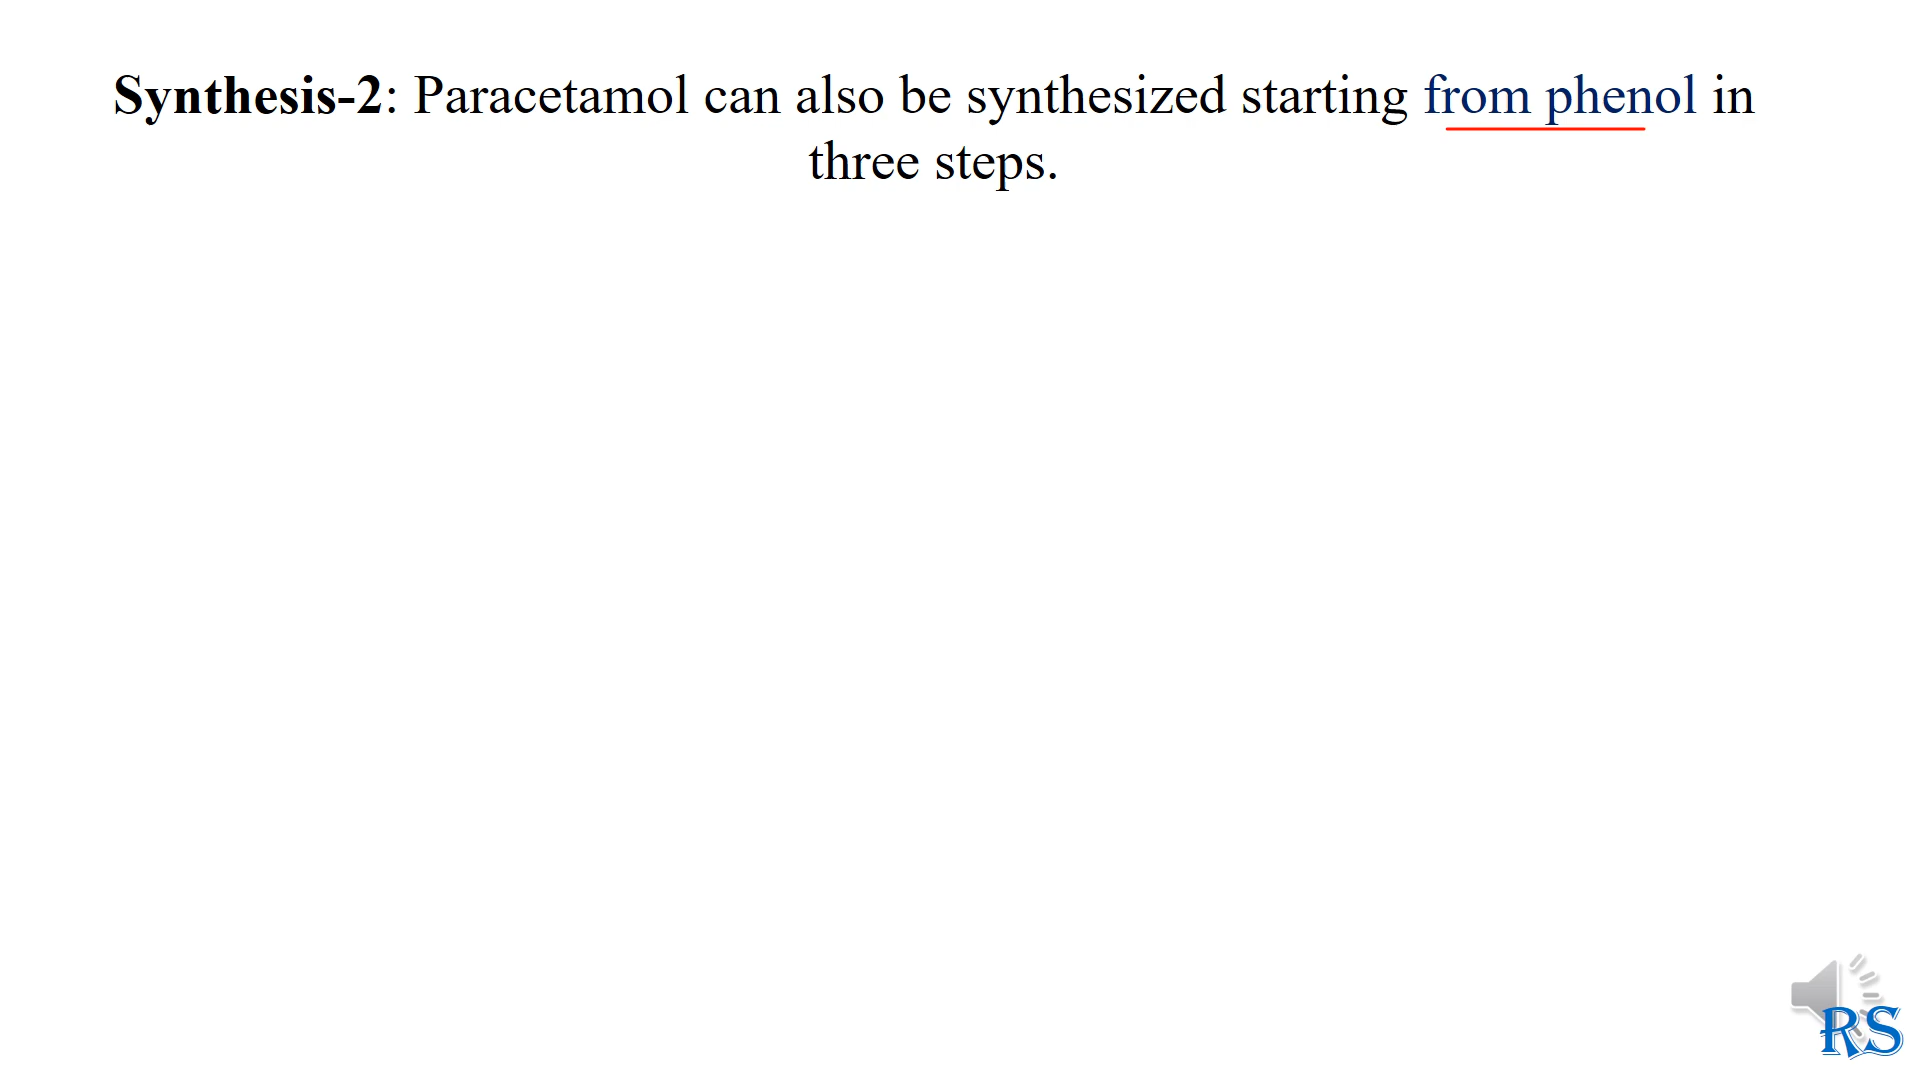 Synthesis-2: Paracetamol can also be synthesized starting from phenol in
three steps.
RS